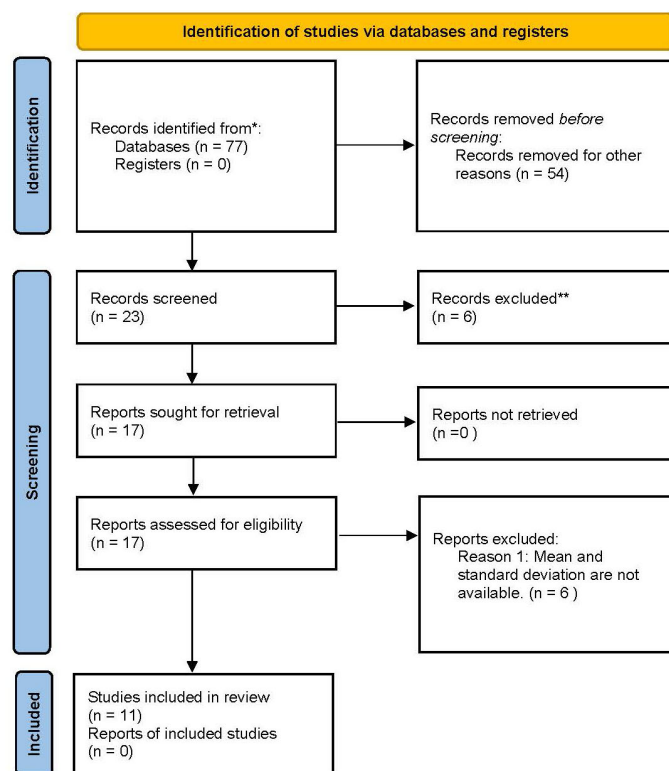 Identification of studies via databases and registers
Identification
Records identified from*:
Databases (n = 77)
Registers (n = 0)
Records removed before
screening:
Records removed for other
reasons (n = 54)
Screening
Records screened
(n = 23)
Records excluded**
(n = 6)
Reports sought for retrieval
(n = 17)
Reports not retrieved
(n =0 )
Reports assessed for eligibility
(n = 17)
Reports excluded:
Reason 1: Mean and
standard deviation are not
available. (n = 6 )
Included
Studies included in review
(n = 11)
Reports of included studies
(n = 0)